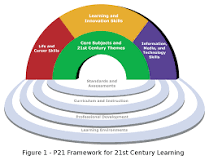 Learning and
Innovation Skills
Core Subjects and
21st Century Themes
Life and
Career Skills
Information,
Media, and
Technology
Skills
Standards and
Assessments
Curriculum and Instruction
Professional Development
Learning Environments
Figure 1 - P21 Framework for 21st Century Learning